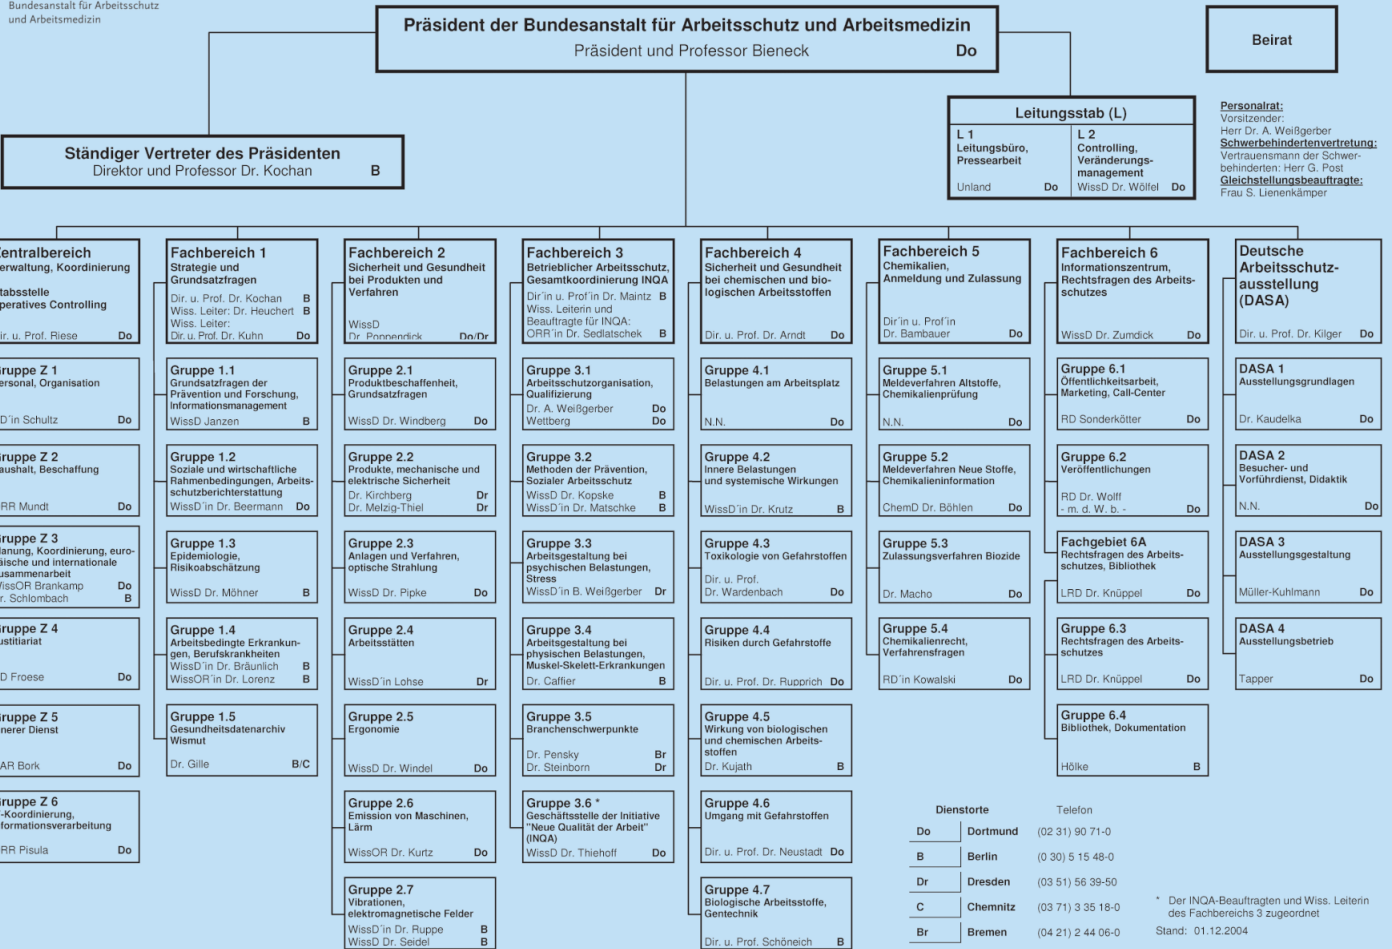 Bundesanstalt für Arbeitsschutz
und Arbeitsmedizin
Präsident der Bundesanstalt für Arbeitsschutz und Arbeitsmedizin
Präsident und Professor Bieneck Do
Beirat
Leitungsstab (L)
L 1
Leitungsbüro,
Pressearbeit
Unland Do
L 2
Controlling,
Veränderungs-
management
WissD Dr. Wölfel Do
Personalrat:
Vorsitzender:
Herr Dr. A. Weißgerber
Schwerbehindertenvertretung:
Vertrauensmann der Schwer-
behinderten: Herr G. Post
Gleichstellungsbeauftragte:
Frau S. Lienenkämper
Ständiger Vertreter des Präsidenten
Direktor und Professor Dr. Kochan B
entralbereich
erwaltung, Koordinierung
tabsstelle
peratives Controlling
ir. u. Prof. Riese Do
ruppe Z 1
ersonal, Organisation
D´in Schultz Do
ruppe Z 2
aushalt, Beschaffung
RR Mundt Do
ruppe Z 3
lanung, Koordinierung, euro-
äische und internationale
usammenarbeit
issOR Brankamp Do
r. Schlombach B
ruppe Z 4
ustitiariat
D Froese Do
ruppe Z 5
nerer Dienst
AR Bork Do
ruppe Z 6
-Koordinierung,
formationsverarbeitung
RR Pisula Do
Fachbereich 1
Strategie und
Grundsatzfragen
Dir. u. Prof. Dr. Kochan B
Wiss. Leiter: Dr. Heuchert B
Wiss. Leiter:
Dir. u. Prof. Dr. Kuhn Do
Gruppe 1.1
Grundsatzfragen der
Prävention und Forschung,
Informationsmanagement
WissD Janzen B
Gruppe 1.2
Soziale und wirtschaftliche
Rahmenbedingungen, Arbeits-
schutzberichterstattung
WissD´in Dr. Beermann Do
Gruppe 1.3
Epidemiologie,
Risikoabschätzung
WissD Dr. Möhner B
Gruppe 1.4
Arbeitsbedingte Erkrankun-
gen, Berufskrankheiten
WissD´in Dr. Bräunlich B
WissOR´in Dr. Lorenz B
Gruppe 1.5
Gesundheitsdatenarchiv
Wismut
Dr. Gille B/C
Fachbereich 2
Sicherheit und Gesundheit
bei Produkten und
Verfahren
WissD
Dr. Poppendick Do/Dr
Gruppe 2.1
Produktbeschaffenheit,
Grundsatzfragen
WissD Dr. Windberg Do
Gruppe 2.2
Produkte, mechanische und
elektrische Sicherheit
Dr. Kirchberg Dr
Dr. Melzig-Thiel Dr
Gruppe 2.3
Anlagen und Verfahren,
optische Strahlung
WissD Dr. Pipke Do
Gruppe 2.4
Arbeitsstätten
WissD´in Lohse Dr
Gruppe 2.5
Ergonomie
WissD Dr. Windel Do
Gruppe 2.6
Emission von Maschinen,
Lärm
WissOR Dr. Kurtz Do
Gruppe 2.7
Vibrationen,
elektromagnetische Felder
WissD´in Dr. Ruppe B
WissD Dr. Seidel B
Fachbereich 3
Betrieblicher Arbeitsschutz,
Gesamtkoordinierung INQA
Dir´in u. Prof´in Dr. Maintz B
Wiss. Leiterin und
Beauftragte für INQA:
ORR´in Dr. Sedlatschek B
Gruppe 3.1
Arbeitsschutzorganisation,
Qualifizierung
Dr. A. Weißgerber Do
Wettberg Do
Gruppe 3.2
Methoden der Prävention,
Sozialer Arbeitsschutz
WissD Dr. Kopske B
WissD´in Dr. Matschke B
Gruppe 3.3
Arbeitsgestaltung bei
psychischen Belastungen,
Stress
WissD´in B. Weißgerber Dr
Gruppe 3.4
Arbeitsgestaltung bei
physischen Belastungen,
Muskel-Skelett-Erkrankungen
Dr. Caffier B
Gruppe 3.5
Branchenschwerpunkte
Dr. Pensky Br
Dr. Steinborn Dr
Gruppe 3.6 *
Geschäftsstelle der Initiative
"Neue Qualität der Arbeit"
(INQA)
WissD Dr. Thiehoff Do
Fachbereich 4
Sicherheit und Gesundheit
bei chemischen und bio-
logischen Arbeitsstoffen
Dir. u. Prof. Dr. Arndt Do
Gruppe 4.1
Belastungen am Arbeitsplatz
N.N. Do
Gruppe 4.2
Innere Belastungen
und systemische Wirkungen
WissD´in Dr. Krutz B
Gruppe 4.3
Toxikologie von Gefahrstoffen
Dir. u. Prof.
Dr. Wardenbach Do
Gruppe 4.4
Risiken durch Gefahrstoffe
Dir. u. Prof. Dr. Rupprich Do
Gruppe 4.5
Wirkung von biologischen
und chemischen Arbeits-
stoffen
Dr. Kujath B
Gruppe 4.6
Umgang mit Gefahrstoffen
Dir. u. Prof. Dr. Neustadt Do
Gruppe 4.7
Biologische Arbeitsstoffe,
Gentechnik
Dir. u. Prof. Schöneich B
Fachbereich 5
Chemikalien,
Anmeldung und Zulassung
Dir´in u. Prof´in
Dr. Bambauer Do
Gruppe 5.1
Meldeverfahren Altstoffe,
Chemikalienprüfung
N.N. Do
Gruppe 5.2
Meldeverfahren Neue Stoffe,
Chemikalieninformation
ChemD Dr. Böhlen Do
Gruppe 5.3
Zulassungsverfahren Biozide
Dr. Macho Do
Gruppe 5.4
Chemikalienrecht,
Verfahrensfragen
RD´in Kowalski Do
Fachbereich 6
Informationszentrum,
Rechtsfragen des Arbeits-
schutzes
WissD Dr. Zumdick Do
Gruppe 6.1
Öffentlichkeitsarbeit,
Marketing, Call-Center
RD Sonderkötter Do
Gruppe 6.2
Veröffentlichungen
RD Dr. Wolff
- m. d. W. b. - Do
Fachgebiet 6A
Rechtsfragen des Arbeits-
schutzes, Bibliothek
LRD Dr. Knüppel Do
Gruppe 6.3
Rechtsfragen des Arbeits-
schutzes
LRD Dr. Knüppel Do
Gruppe 6.4
Bibliothek, Dokumentation
Hölke B
Deutsche
Arbeitsschutz-
ausstellung
(DASA)
Dir. u. Prof. Dr. Kilger Do
DASA 1
Ausstellungsgrundlagen
Dr. Kaudelka Do
DASA 2
Besucher- und
Vorführdienst, Didaktik
N.N. Do
DASA 3
Ausstellungsgestaltung
Müller-Kuhlmann Do
DASA 4
Ausstellungsbetrieb
Tapper Do
Dienstorte Telefon
Do Dortmund (02 31) 90 71-0
B Berlin (0 30) 5 15 48-0
Dr Dresden (03 51) 56 39-50
C Chemnitz (03 71) 3 35 18-0
Br Bremen (04 21) 2 44 06-0
* Der INQA-Beauftragten und Wiss. Leiterin
des Fachbereichs 3 zugeordnet
Stand: 01.12.2004